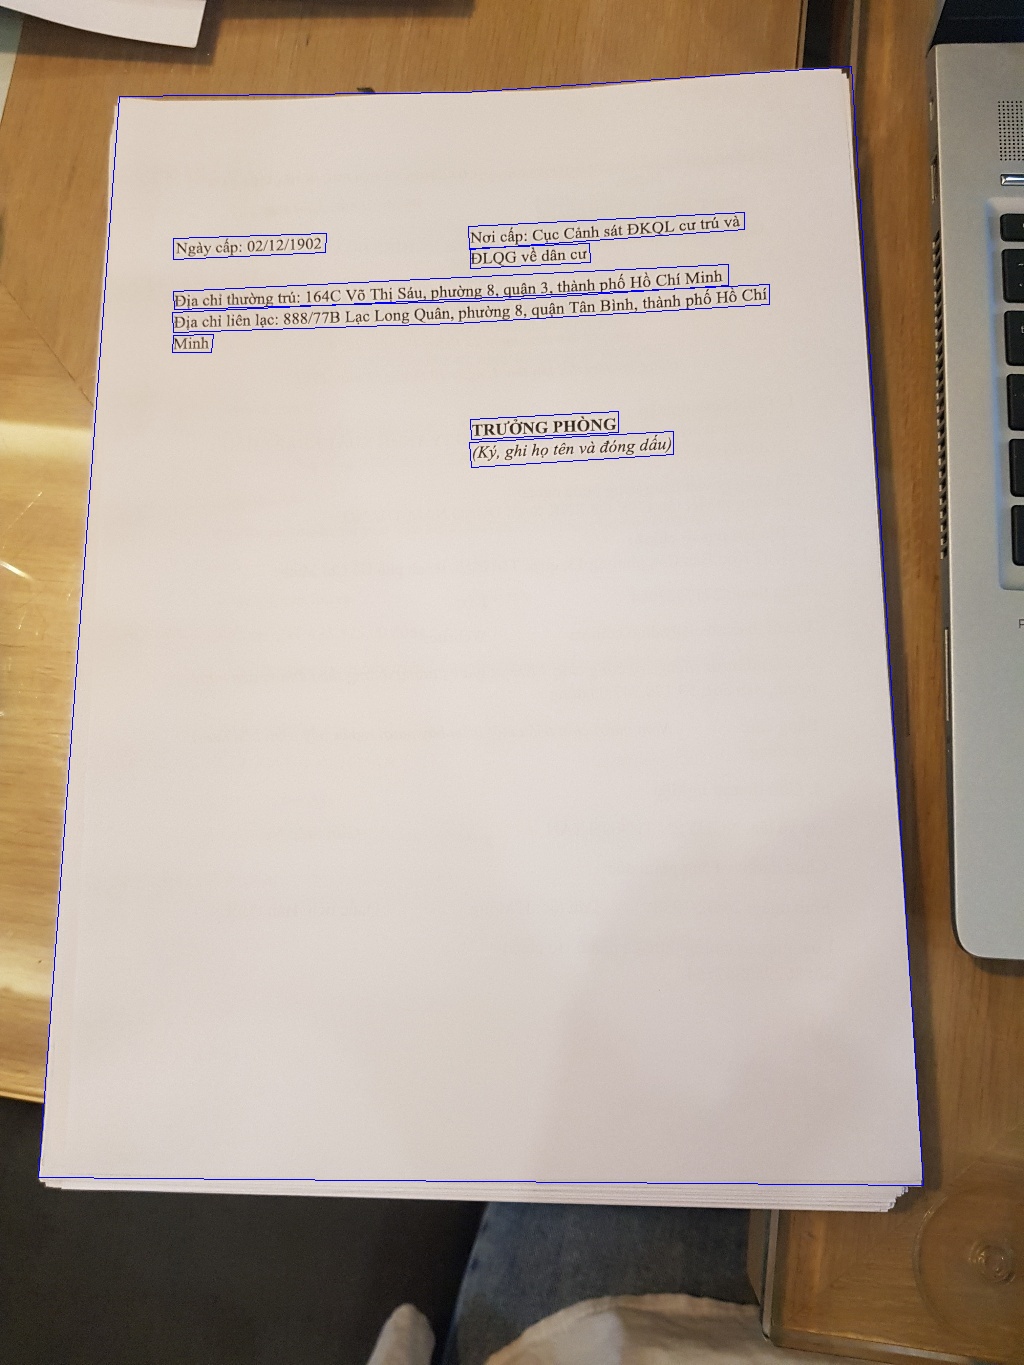 Ngày cấp: 02/12/1902
Nơi cấp: Cục Cảnh sát ĐKQL cư trú và
ĐLQG về dân cư
Địa chỉ thường trú: 164C Võ Thị Sáu, phường 8, quận 3, thành phố Hồ Chí Minh
Địa chỉ liên lạc: 888/77B Lạc Long Quân, phường 8, quận Tân Bình, thành phố Hồ Chí
Minh
TRƯỞNG PHÒNG
(Ký, ghi họ tên và đóng dấu)